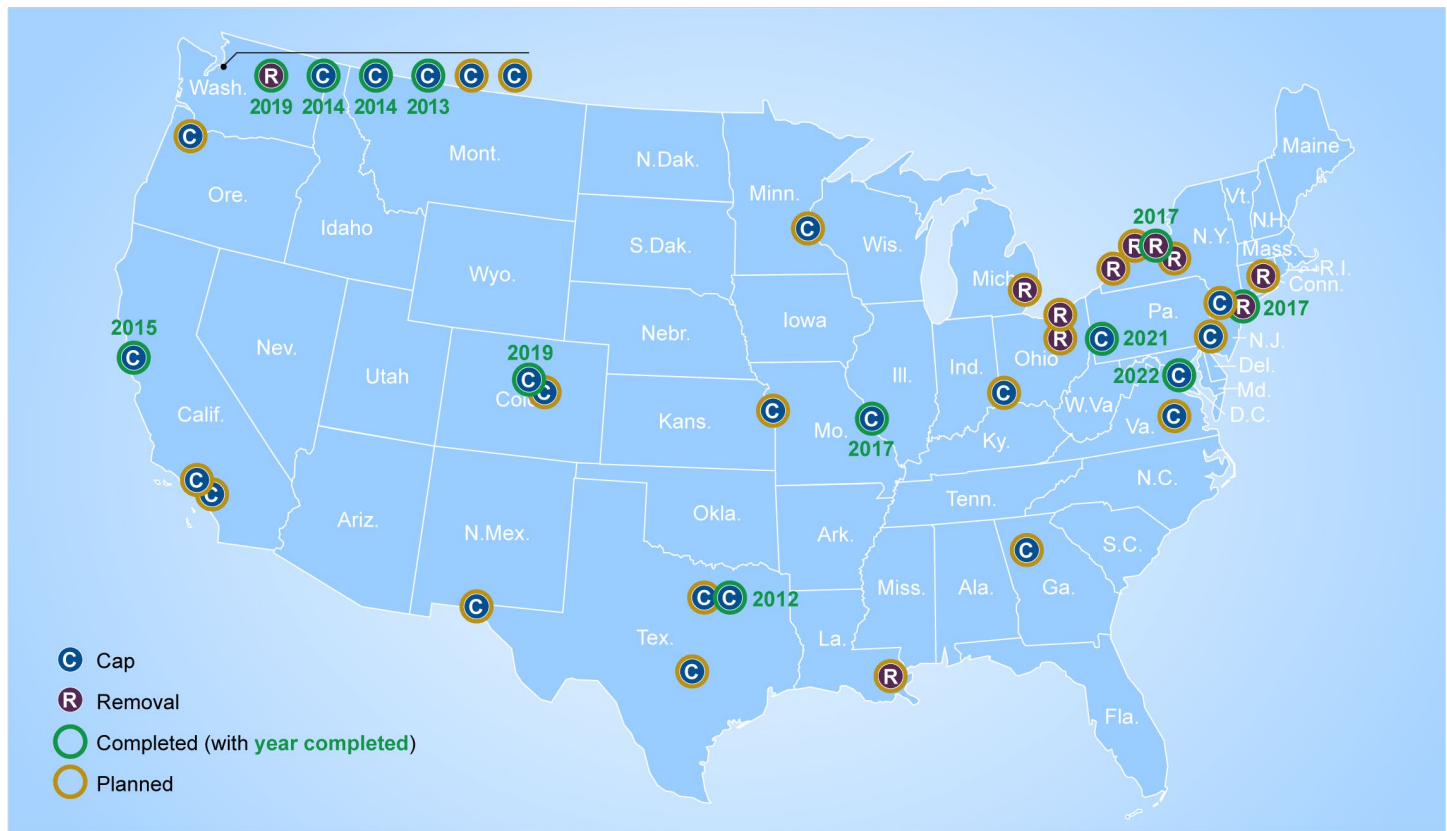 Wash.
R C C C C C
2019 2014 2014 2013
C
Ore.
Idaho
Mont.
N.Dak.
Minn.
C
Wis.
S.Dak.
Wyo.
Mich.
R
Maine
Vt.
N.H.
2017
R R R
R
N.Y.
Mass.
R.I.
R
Conn.
2015
C
Nev.
Utah
2019
C C
Colo.
Nebr.
Iowa
Ill.
Ind.
Ohio
R
R
Pa.
C 2021
C R 2017
C
N.J.
Del.
Md.
D.C.
2022 C
C
Va.
W.Va.
C
Ky.
Calif.
C
C
Ariz.
N.Mex.
Kans.
C
Mo.
C
2017
Okla.
Ark.
Tenn.
N.C.
S.C.
C
Ga.
Ala.
Miss.
La.
R
Fla.
C
Tex.
C C 2012
C
C Cap
R Removal
Completed (with year completed)
Planned